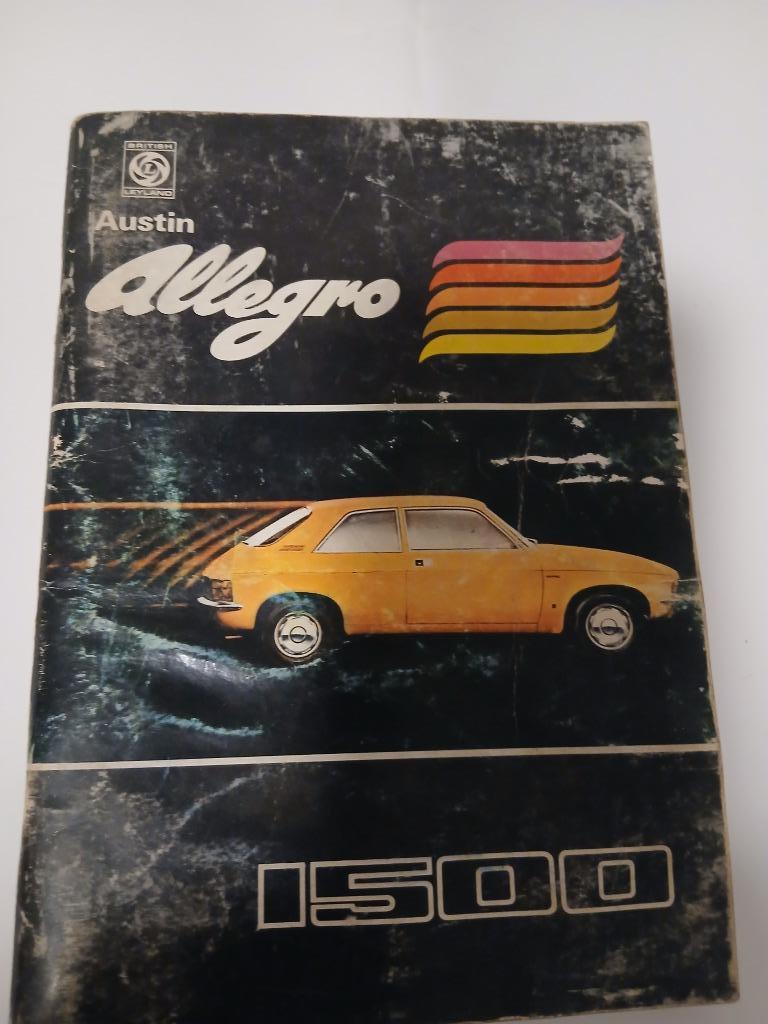 BRITISH
L
LEYLAND
Austin
Allegro
1500